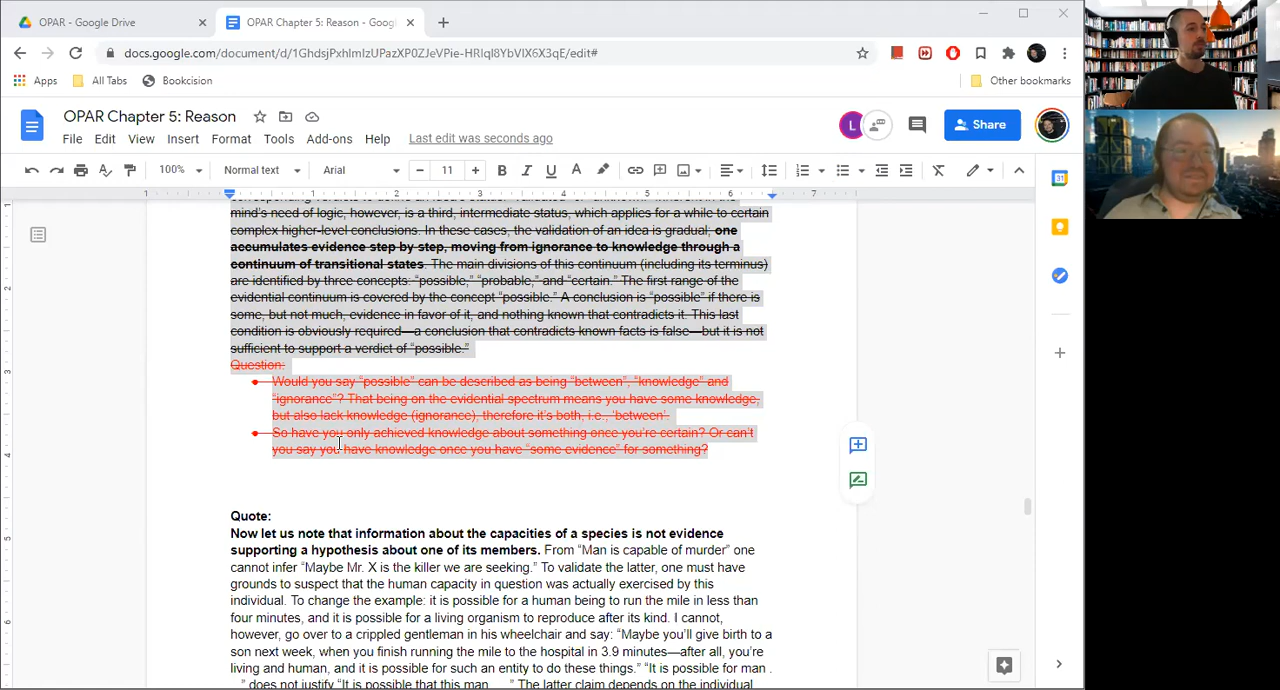 OPAR - Google Drive
OPAR Chapter 5: Reason - Goog
docs.google.com/document/d/
Apps All Tabs Bookcision Other bookmarks
OPAR Chapter 5: Reason
L Share
File Edit View Insert Format Tools Add-ons Help Last edit was seconds ago
100% Normal text Arial 11 B I U A
1 1 2 3 4 5 6 7
mind's need of logic, however, is a third, intermediate status, which applies for a while to certain
complex higher-level conclusions. In these cases, the validation of an idea is gradual; one
accumulates evidence step by step, moving from ignorance to knowledge through a
continuum of transitional states. The main divisions of this continuum (including its terminus)
are identified by three concepts: "possible," "probable," and "certain." The first range of the
evidential continuum is covered by the concept "possible." A conclusion is "possible" if there is
some, but not much, evidence in favor of it, and nothing known that contradicts it. This last
condition is obviously required—a conclusion that contradicts known facts is false—but it is not
sufficient to support a verdict of "possible."
Question:
Would you say "possible" can be described as being "between", "knowledge" and
"ignorance"? That being on the evidential spectrum means you have some knowledge,
but also lack knowledge (ignorance), therefore it's both, i.e., 'between'.
So have you only achieved knowledge about something once you're certain? Or can't
you say you have knowledge once you have "some evidence" for something?
Quote:
Now let us note that information about the capacities of a species is not evidence
supporting a hypothesis about one of its members. From "Man is capable of murder" one
cannot infer "Maybe Mr. X is the killer we are seeking." To validate the latter, one must have
grounds to suspect that the human capacity in question was actually exercised by this
individual. To change the example: it is possible for a human being to run the mile in less than
four minutes, and it is possible for a living organism to reproduce after its kind. I cannot,
however, go over to a crippled gentleman in his wheelchair and say: "Maybe you'll give birth to a
son next week, when you finish running the mile to the hospital in 3.9 minutes—after all, you're
living and human, and it is possible for such an entity to do these things." "It is possible for man .
. ." does not justify "It is possible that this man . . ." The latter claim depends on the individual